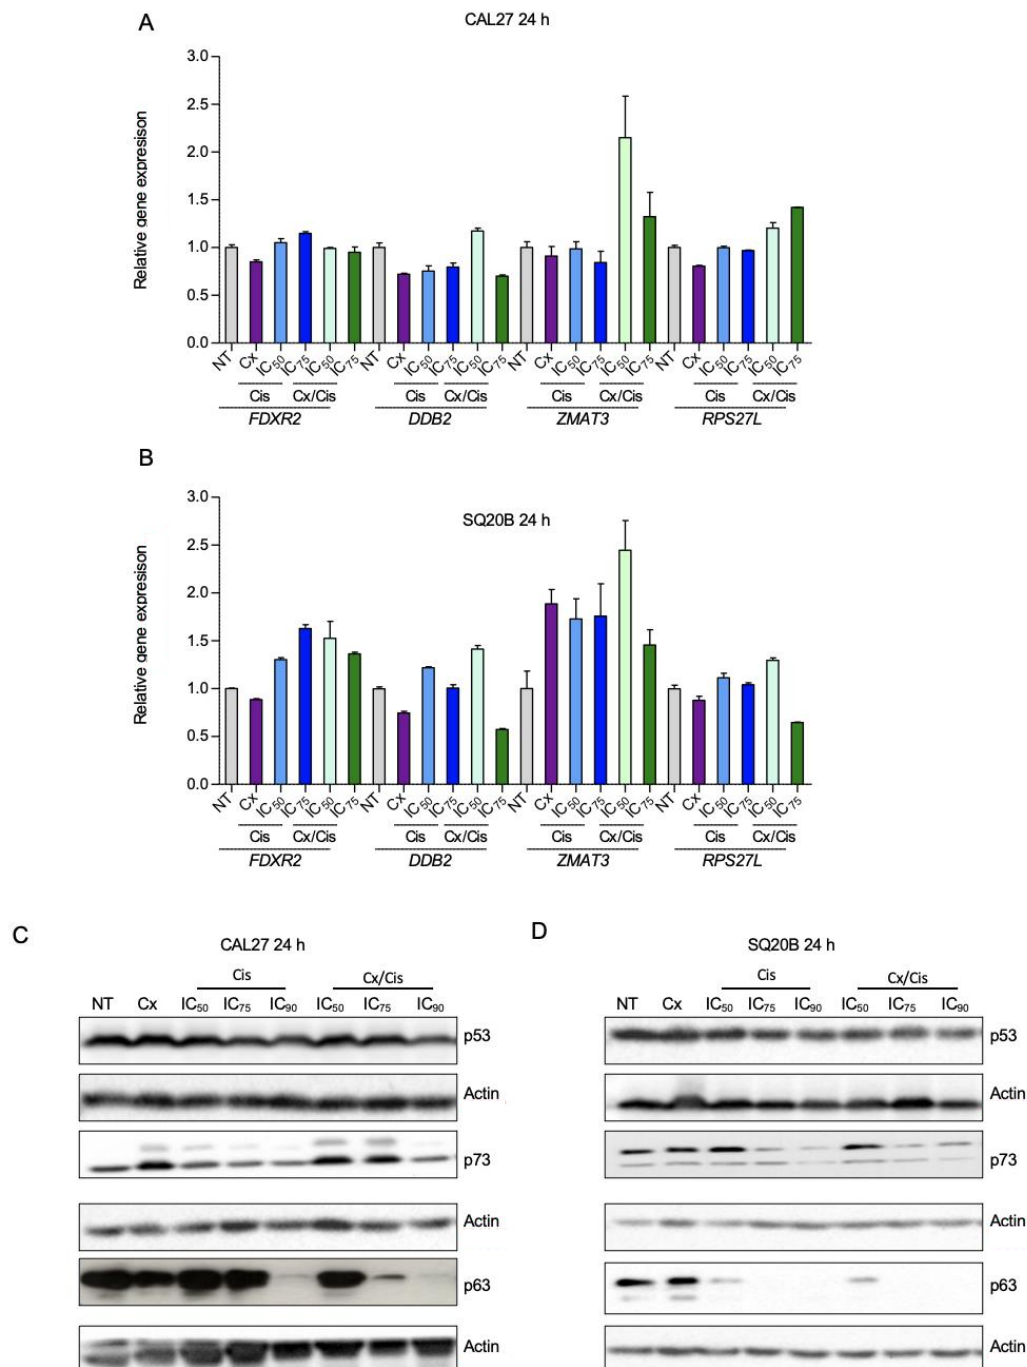 A
CAL27 24 h
Relative gene expresison
3.0
2.5
2.0
1.5
1.0
0.5
0.0
NT Cx IC50 IC75 IC50 IC75 NT Cx IC50 IC75 IC50 IC75 NT Cx IC50 IC75 IC50 IC75 NT Cx IC50 IC75 IC50 IC75
Cis Cx/Cis Cis Cx/Cis Cis Cx/Cis Cis Cx/Cis
FDXR2 DDB2 ZMAT3 RPS27L
B
SQ20B 24 h
Relative gene expresison
3.0
2.5
2.0
1.5
1.0
0.5
0.0
NT Cx IC50 IC75 IC50 IC75 NT Cx IC50 IC75 IC50 IC75 NT Cx IC50 IC75 IC50 IC75 NT Cx IC50 IC75 IC50 IC75
Cis Cx/Cis Cis Cx/Cis Cis Cx/Cis Cis Cx/Cis
FDXR2 DDB2 ZMAT3 RPS27L
C
CAL27 24 h
Cis Cx/Cis
NT Cx IC50 IC75 IC90 IC50 IC75 IC90
p53
Actin
p73
Actin
p63
Actin
D
SQ20B 24 h
Cis Cx/Cis
NT Cx IC50 IC75 IC90 IC50 IC75 IC90
p53
Actin
p73
Actin
p63
Actin